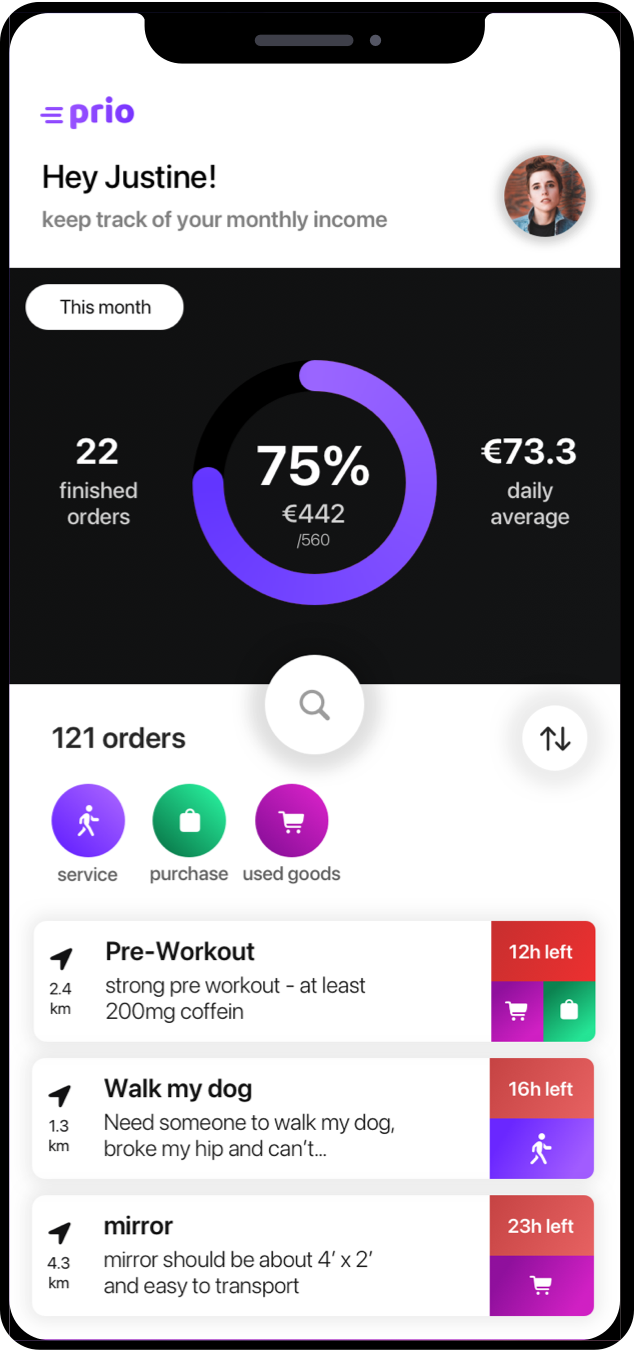 prio
Hey Justine!
keep track of your monthly income
This month
22
finished
orders
75%
€442
/560
€73.3
daily
average
121 orders
service
purchase
used goods
Pre-Workout
strong pre workout - at least
200mg coffein
2.4
km
12h left
Walk my dog
Need someone to walk my dog,
broke my hip and can't...
1.3
km
16h left
mirror
mirror should be about 4' x 2'
and easy to transport
4.3
km
23h left